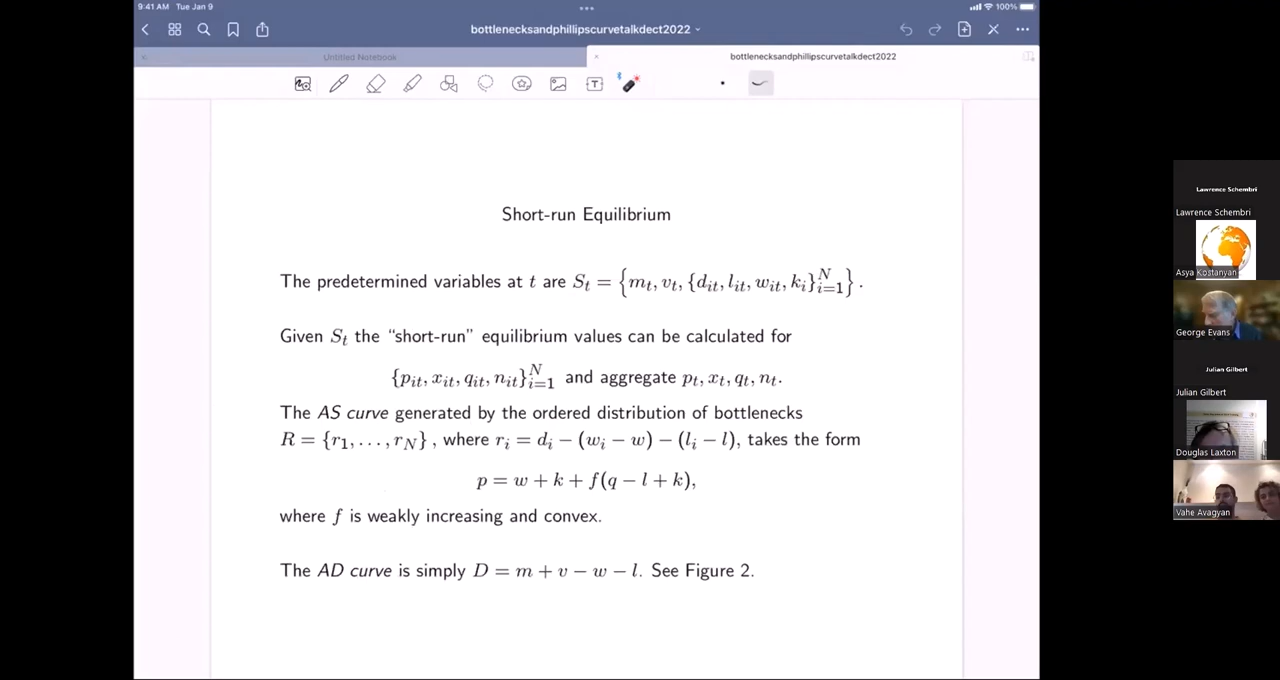 9:41 AM Tue Jan 9
100%
bottlenecksandphillipscurvetalkdect2022
Untitled Notebook
bottlenecksandphillipscurvetalkdect2022
Short-run Equilibrium
The predetermined variables at t are S_t = {m_t, v_t, {d_it, l_it, w_it, k_i}_{i=1}^N}.
Given S_t the “short-run” equilibrium values can be calculated for
{p_it, x_it, q_it, n_it}_{i=1}^N and aggregate p_t, x_t, q_t, n_t.
The AS curve generated by the ordered distribution of bottlenecks
R = {r_1, . . . , r_N}, where r_i = d_i − (w_i − w) − (l_i − l), takes the form
p = w + k + f(q − l + k),
where f is weakly increasing and convex.
The AD curve is simply D = m + v − w − l. See Figure 2.
Lawrence Schembri
Lawrence Schembri
Asya Kostanyan
George Evans
Julian Gilbert
Julian Gilbert
Douglas Laxton
Vahe Avagyan